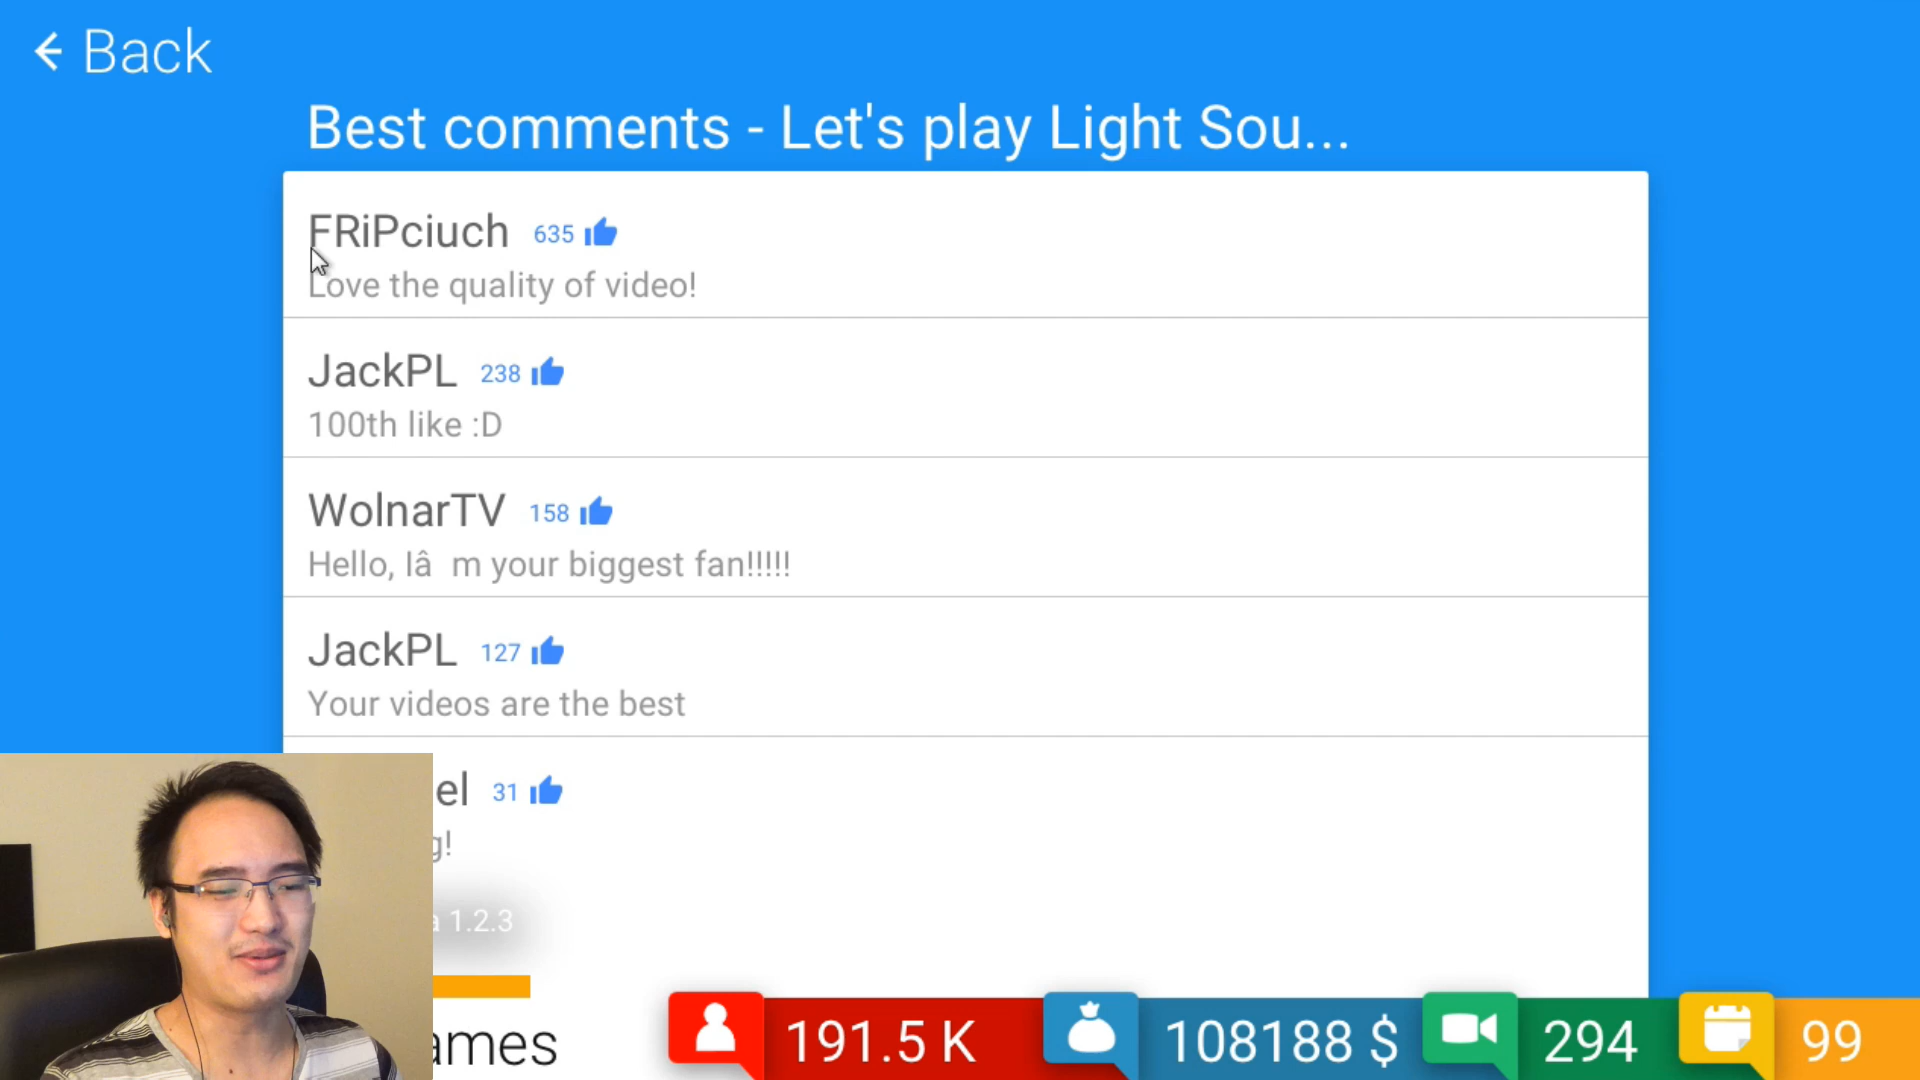 Back
Best comments - Let's play Light Sou...
FRiPciuch 635
Love the quality of video!
JackPL 238
100th like :D
WolnarTV 158
Hello, Iâ m your biggest fan!!!!!
JackPL 127
Your videos are the best
31
1.2.3
191.5 K
108188 $
294
99